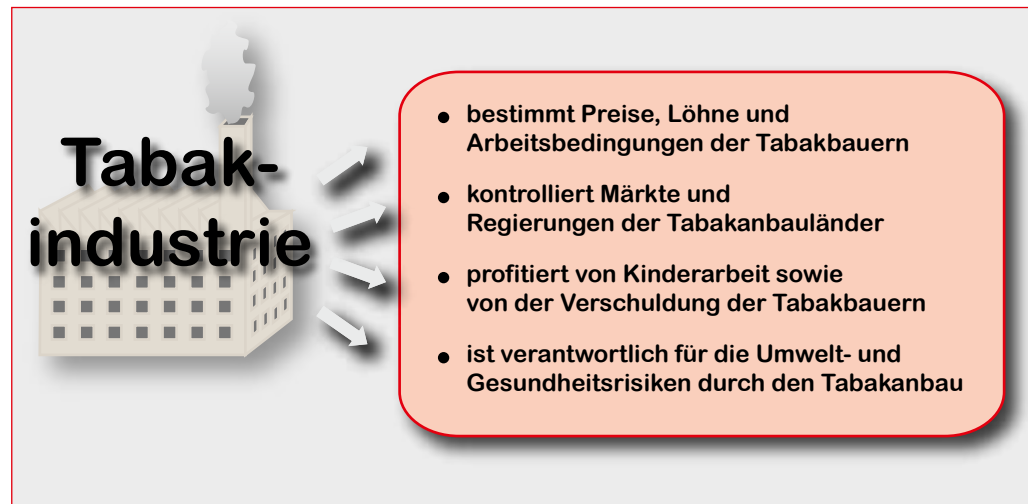 Tabak-
industrie
• bestimmt Preise, Löhne und
Arbeitsbedingungen der Tabakbauern
• kontrolliert Märkte und
Regierungen der Tabakanbauländer
• profitiert von Kinderarbeit sowie
von der Verschuldung der Tabakbauern
• ist verantwortlich für die Umwelt- und
Gesundheitsrisiken durch den Tabakanbau